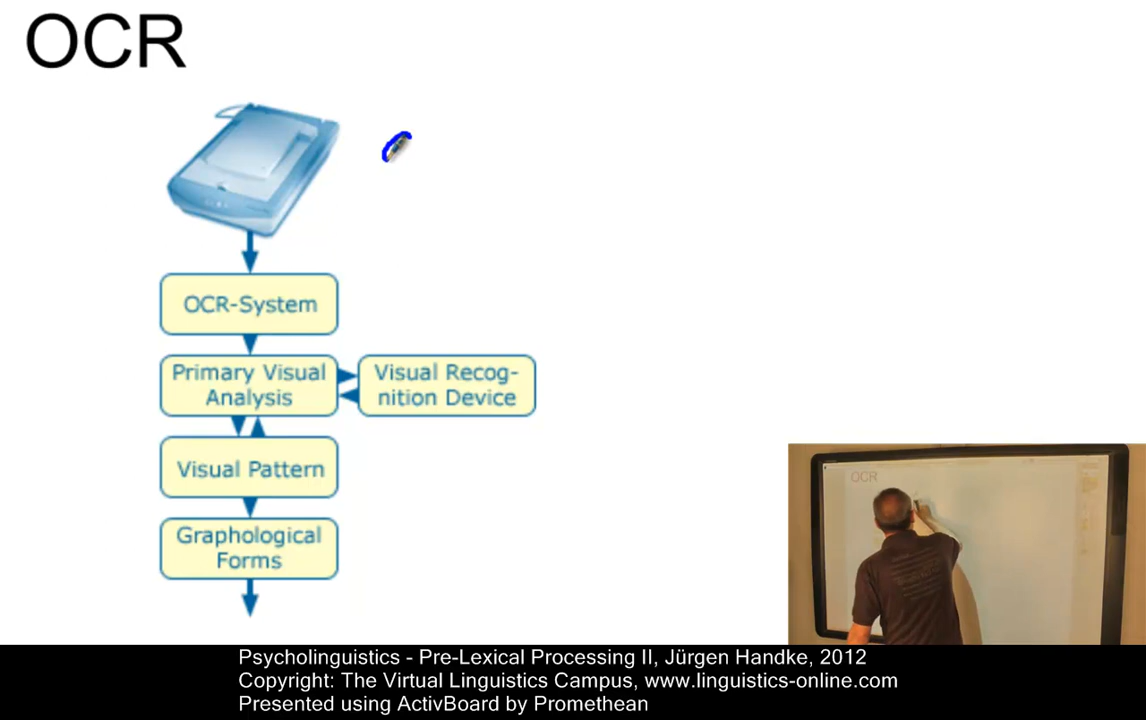 OCR
OCR-System
Primary Visual
Analysis
Visual Recog-
nition Device
Visual Pattern
Graphological
Forms
OCR
Psycholinguistics - Pre-Lexical Processing II, Jürgen Handke, 2012
Copyright: The Virtual Linguistics Campus, www.linguistics-online.com
Presented using ActivBoard by Promethean